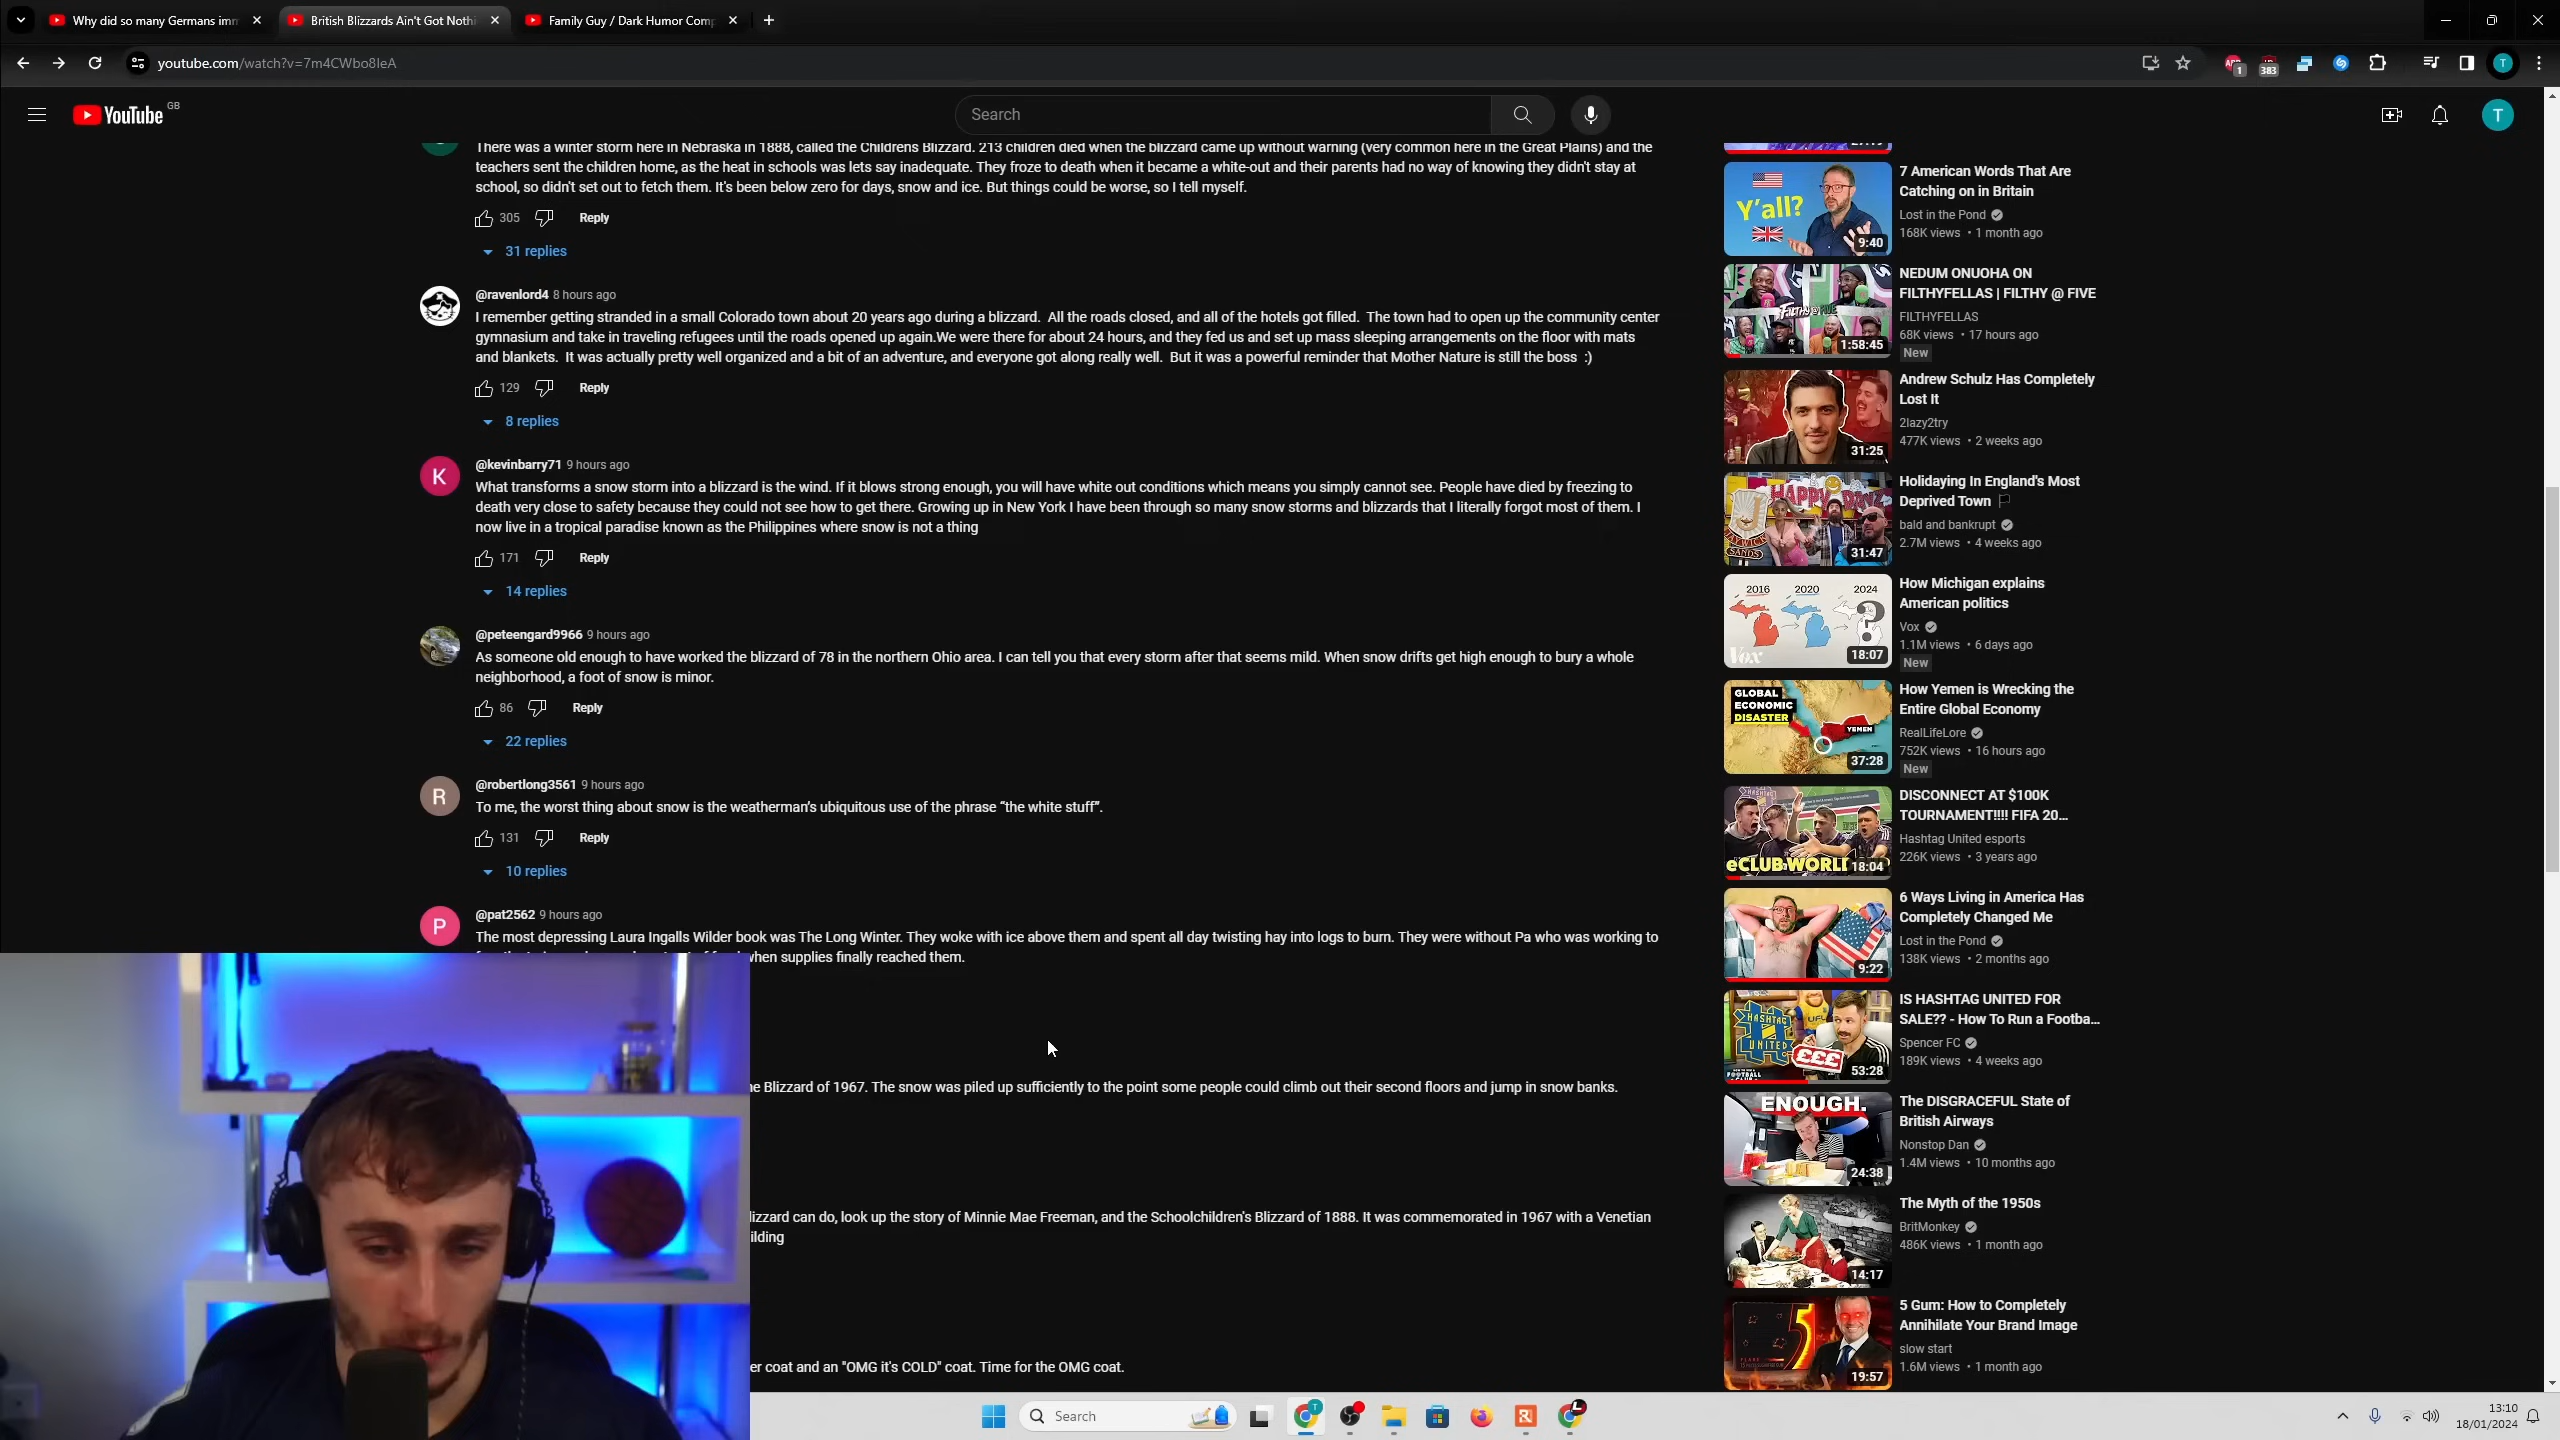 Why did so many Germans imm
British Blizzards Ain't Got Nothi
Family Guy / Dark Humor Comp
youtube.com/watch?v=7m4CWbo8leA
1
383
T
YouTube
GB
Search
T
There was a winter storm here in Nebraska in 1888, called the Childrens Blizzard. 213 children died when the blizzard came up without warning (very common here in the Great Plains) and the
teachers sent the children home, as the heat in schools was lets say inadequate. They froze to death when it became a white-out and their parents had no way of knowing they didn't stay at
school, so didn't set out to fetch them. It's been below zero for days, snow and ice. But things could be worse, so I tell myself.
305
Reply
31 replies
@ravenlord4 8 hours ago
I remember getting stranded in a small Colorado town about 20 years ago during a blizzard. All the roads closed, and all of the hotels got filled. The town had to open up the community center
gymnasium and take in traveling refugees until the roads opened up again.We were there for about 24 hours, and they fed us and set up mass sleeping arrangements on the floor with mats
and blankets. It was actually pretty well organized and a bit of an adventure, and everyone got along really well. But it was a powerful reminder that Mother Nature is still the boss :)
129
Reply
8 replies
K
@kevinbarry71 9 hours ago
What transforms a snow storm into a blizzard is the wind. If it blows strong enough, you will have white out conditions which means you simply cannot see. People have died by freezing to
death very close to safety because they could not see how to get there. Growing up in New York I have been through so many snow storms and blizzards that I literally forgot most of them. I
now live in a tropical paradise known as the Philippines where snow is not a thing
171
Reply
14 replies
@peteengard9966 9 hours ago
As someone old enough to have worked the blizzard of 78 in the northern Ohio area. I can tell you that every storm after that seems mild. When snow drifts get high enough to bury a whole
neighborhood, a foot of snow is minor.
86
Reply
22 replies
R
@robertlong3561 9 hours ago
To me, the worst thing about snow is the weatherman's ubiquitous use of the phrase “the white stuff”.
131
Reply
10 replies
P
@pat2562 9 hours ago
The most depressing Laura Ingalls Wilder book was The Long Winter. They woke with ice above them and spent all day twisting hay into logs to burn. They were without Pa who was working to
when supplies finally reached them.
ne Blizzard of 1967. The snow was piled up sufficiently to the point some people could climb out their second floors and jump in snow banks.
lizzard can do, look up the story of Minnie Mae Freeman, and the Schoolchildren's Blizzard of 1888. It was commemorated in 1967 with a Venetian
ilding
er coat and an "OMG it's COLD" coat. Time for the OMG coat.
Y'all?
9:40
7 American Words That Are
Catching on in Britain
Lost in the Pond
168K views • 1 month ago
FILTHY FELLAS
1:58:45
NEDUM ONUOHA ON
FILTHYFELLAS | FILTHY @ FIVE
FILTHYFELLAS
68K views • 17 hours ago
New
31:25
Andrew Schulz Has Completely
Lost It
2lazy2try
477K views • 2 weeks ago
HAPPY DAYZ
JAYWICK
SANDS
31:47
Holidaying In England's Most
Deprived Town
bald and bankrupt
2.7M views • 4 weeks ago
2016 2020 2024
?
Vox
18:07
How Michigan explains
American politics
Vox
1.1M views • 6 days ago
New
GLOBAL
ECONOMIC
DISASTER
YEMEN
37:28
How Yemen is Wrecking the
Entire Global Economy
RealLifeLore
752K views • 16 hours ago
New
eCLUB WORL
18:04
DISCONNECT AT $100K
TOURNAMENT!!!! FIFA 20...
Hashtag United esports
226K views • 3 years ago
9:22
6 Ways Living in America Has
Completely Changed Me
Lost in the Pond
138K views • 2 months ago
HASHTAG
UNITED
£££
HOW TO RUN A
FOOTBALL
CLUB
53:28
IS HASHTAG UNITED FOR
SALE?? - How To Run a Footba...
Spencer FC
189K views • 4 weeks ago
ENOUGH.
24:38
The DISGRACEFUL State of
British Airways
Nonstop Dan
1.4M views • 10 months ago
14:17
The Myth of the 1950s
BritMonkey
486K views • 1 month ago
5
19:57
5 Gum: How to Completely
Annihilate Your Brand Image
slow start
1.6M views • 1 month ago
Search
13:10
18/01/2024